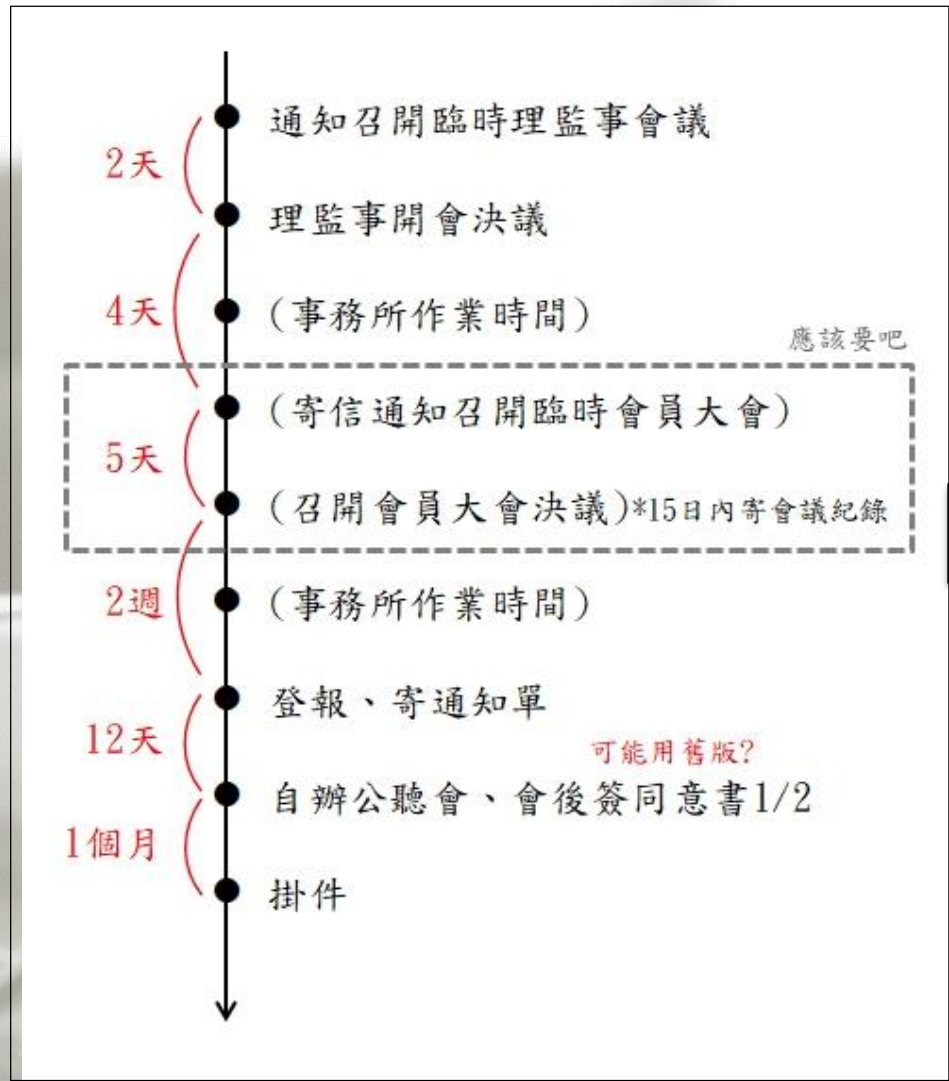 通知召開臨時理監事會議
2天
理監事開會決議
4天
(事務所作業時間)
應該要吧
(寄信通知召開臨時會員大會)
5天
(召開會員大會決議)*15日內寄會議紀錄
2週
(事務所作業時間)
登報、寄通知單
12天
可能用舊版?
自辦公聽會、會後簽同意書1/2
1個月
掛件